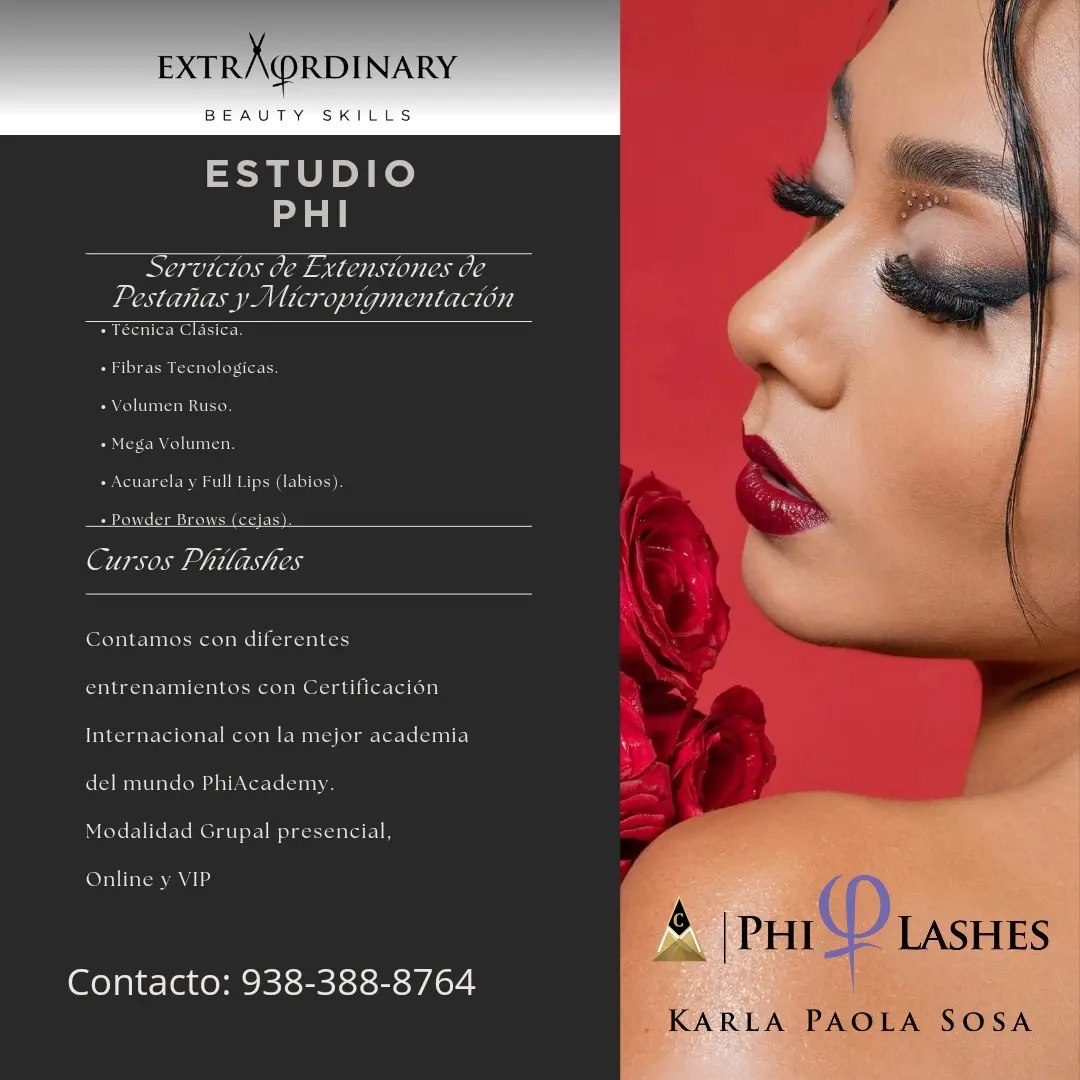 EXTRAORDINARY
BEAUTY SKILLS
ESTUDIO
PHI
Servicios de Extensiones de
Pestañas y Micropigmentación
• Técnica Clásica.
• Fibras Tecnologícas.
• Volumen Ruso.
• Mega Volumen.
• Acuarela y Full Lips (labios).
• Powder Brows (cejas).
Cursos Philashes
Contamos con diferentes
entrenamientos con Certificación
Internacional con la mejor academia
del mundo PhiAcademy.
Modalidad Grupal presencial,
Online y VIP
Contacto: 938-388-8764
C | PHI φ LASHES
KARLA PAOLA SOSA